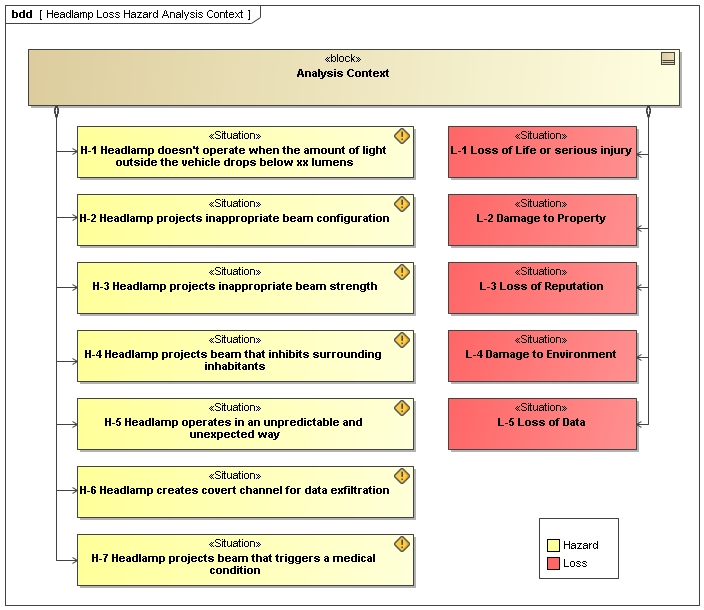 bdd [ Headlamp Loss Hazard Analysis Context ]
«block»
Analysis Context
«Situation»
H-1 Headlamp doesn't operate when the amount of light
outside the vehicle drops below xx lumens
«Situation»
H-2 Headlamp projects inappropriate beam configuration
«Situation»
H-3 Headlamp projects inappropriate beam strength
«Situation»
H-4 Headlamp projects beam that inhibits surrounding
inhabitants
«Situation»
H-5 Headlamp operates in an unpredictable and
unexpected way
«Situation»
H-6 Headlamp creates covert channel for data exfiltration
«Situation»
H-7 Headlamp projects beam that triggers a medical
condition
«Situation»
L-1 Loss of Life or serious injury
«Situation»
L-2 Damage to Property
«Situation»
L-3 Loss of Reputation
«Situation»
L-4 Damage to Environment
«Situation»
L-5 Loss of Data
Hazard
Loss